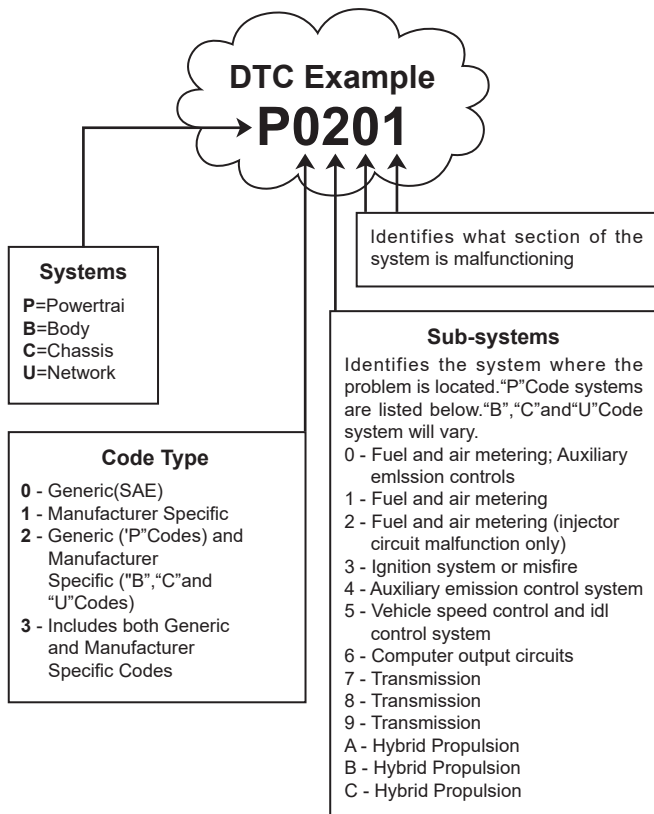 DTC Example
P0201
Identifies what section of the
system is malfunctioning
Systems
P=Powertrai
B=Body
C=Chassis
U=Network
Sub-systems
Identifies the system where the
problem is located.“P”Code systems
are listed below.“B”,“C”and“U”Code
system will vary.
0 - Fuel and air metering; Auxiliary
emlssion controls
1 - Fuel and air metering
2 - Fuel and air metering (injector
circuit malfunction only)
3 - Ignition system or misfire
4 - Auxiliary emission control system
5 - Vehicle speed control and idl
control system
6 - Computer output circuits
7 - Transmission
8 - Transmission
9 - Transmission
A - Hybrid Propulsion
B - Hybrid Propulsion
C - Hybrid Propulsion
Code Type
0 - Generic(SAE)
1 - Manufacturer Specific
2 - Generic ('P”Codes) and
Manufacturer
Specific ("B”,“C”and
“U”Codes)
3 - Includes both Generic
and Manufacturer
Specific Codes